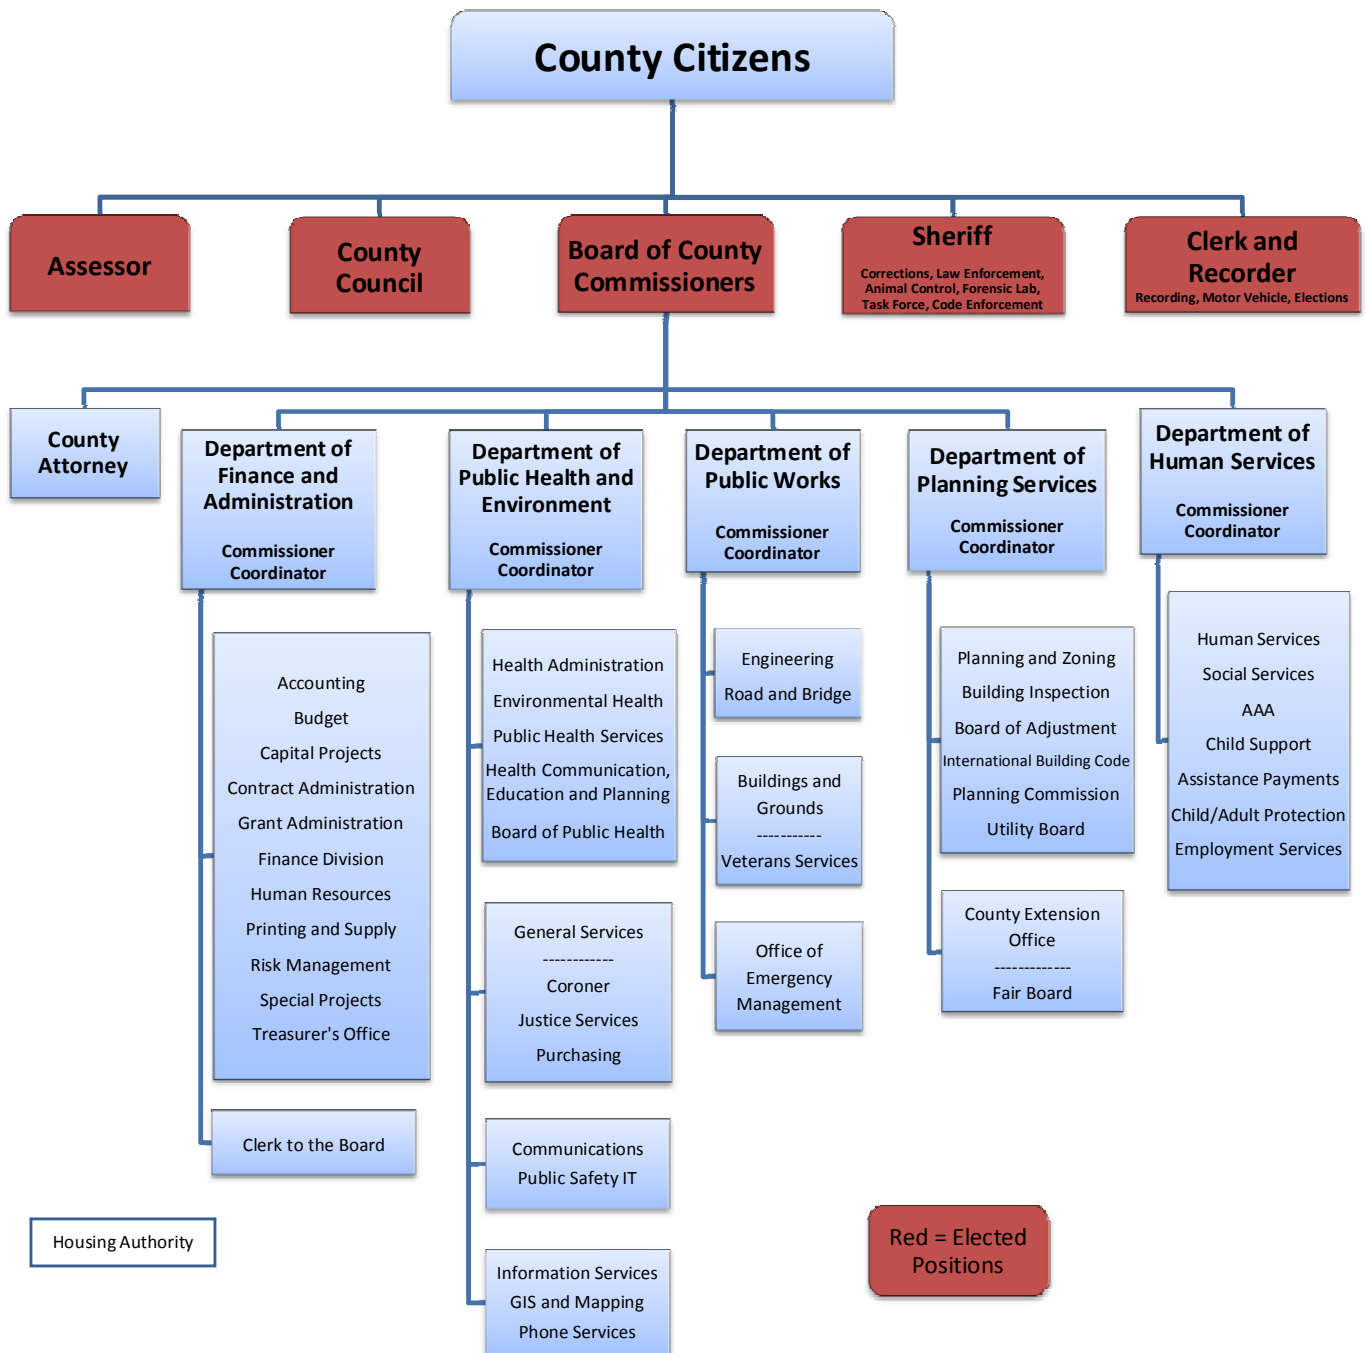 County Citizens
Assessor
County
Council
Board of County
Commissioners
Sheriff
Corrections, Law Enforcement,
Animal Control, Forensic Lab,
Task Force, Code Enforcement
Clerk and
Recorder
Recording, Motor Vehicle, Elections
County
Attorney
Department of
Finance and
Administration
Commissioner
Coordinator
Department of
Public Health and
Environment
Commissioner
Coordinator
Department of
Public Works
Commissioner
Coordinator
Department of
Planning Services
Commissioner
Coordinator
Department of
Human Services
Commissioner
Coordinator
Accounting
Budget
Capital Projects
Contract Administration
Grant Administration
Finance Division
Human Resources
Printing and Supply
Risk Management
Special Projects
Treasurer's Office
Clerk to the Board
Health Administration
Environmental Health
Public Health Services
Health Communication,
Education and Planning
Board of Public Health
General Services
------------
Coroner
Justice Services
Purchasing
Communications
Public Safety IT
Information Services
GIS and Mapping
Phone Services
Engineering
Road and Bridge
Buildings and
Grounds
-----------
Veterans Services
Office of
Emergency
Management
Planning and Zoning
Building Inspection
Board of Adjustment
International Building Code
Planning Commission
Utility Board
County Extension
Office
-------------
Fair Board
Human Services
Social Services
AAA
Child Support
Assistance Payments
Child/Adult Protection
Employment Services
Housing Authority
Red = Elected
Positions